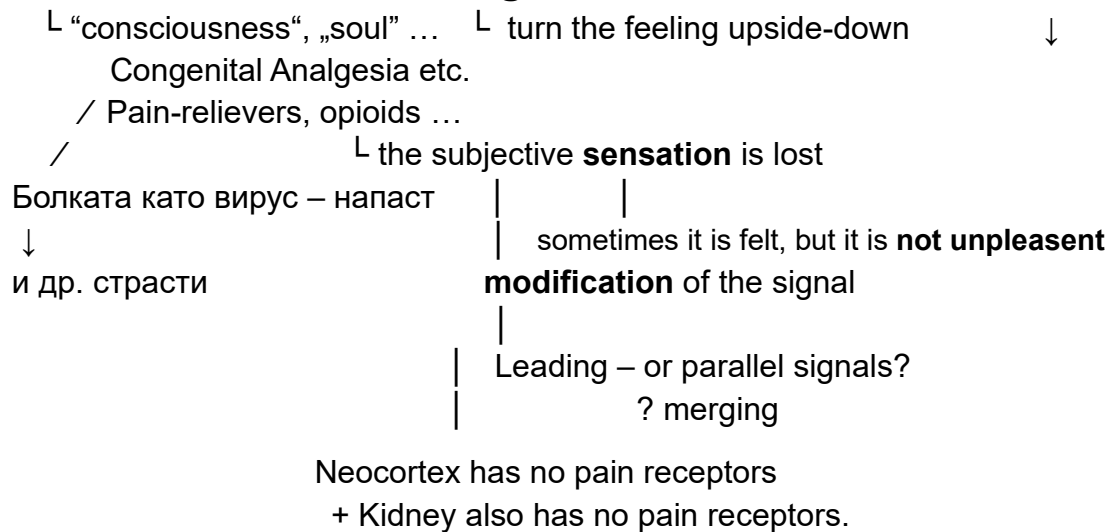 └ “consciousness“, „soul” … └ turn the feeling upside-down ↓
Congenital Analgesia etc.
∕ Pain-relievers, opioids …
∕ └ the subjective sensation is lost
Болката като вирус – напаст │ │
↓ │ sometimes it is felt, but it is not unpleasent
и др. страсти modification of the signal
│
│ Leading – or parallel signals?
│ ? merging
Neocortex has no pain receptors
+ Kidney also has no pain receptors.